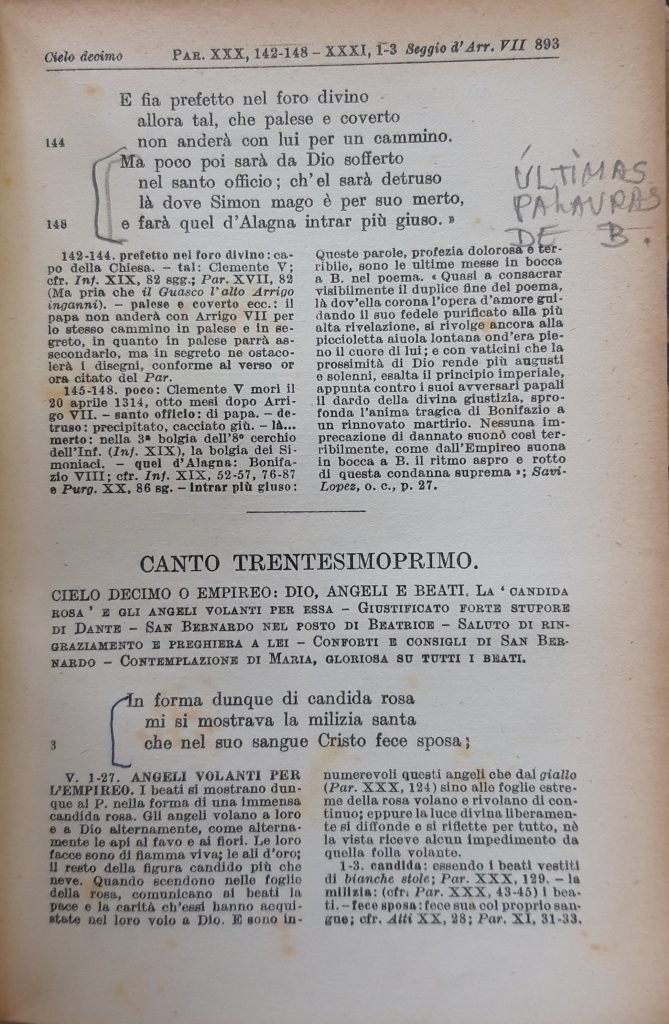 Cielo decimo PAR. XXX, 142-148 – XXXI, 1-3 Seggio d'Arr. VII 893
E fia prefetto nel foro divino
allora tal, che palese e coverto
144 non anderà con lui per un cammino.
Ma poco poi sarà da Dio sofferto
nel santo officio; ch'el sarà detruso
là dove Simon mago è per suo merto,
148 e farà quel d'Alagna intrar più giuso. »
ÚLTIMAS
PALAVRAS
DE B.
142-144. prefetto nel foro divino: ca-
po della Chiesa. – tal: Clemente V;
cfr. Inf. XIX, 82 sgg.; Par. XVII, 82
(Ma pria che il Guasco l'alto Arrigo
inganni). – palese e coverto ecc.: il
papa non anderà con Arrigo VII per
lo stesso cammino in palese e in se-
greto, in quanto in palese parrà as-
secondarlo, ma in segreto ne ostaco-
lerà i disegni, conforme al verso or
ora citato del Par.
145-148. poco: Clemente V morì il
20 aprile 1314, otto mesi dopo Arri-
go VII. – santo officio: di papa. – de-
truso: precipitato, cacciato giù. – là...
merto: nella 3ª bolgia dell'8º cerchio
dell'Inf. (Inf. XIX), la bolgia dei Si-
moniaci. – quel d'Alagna: Bonifa-
zio VIII; cfr. Inf. XIX, 52-57, 76-87
e Purg. XX, 86 sg. – intrar più giuso:
Queste parole, profezia dolorosa e ter-
ribile, sono le ultime messe in bocca
a B. nel poema. « Quasi a consacrar
visibilmente il duplice fine del poema,
là dov'ella corona l'opera d'amore gui-
dando il suo fedele purificato alla più
alta rivelazione, si rivolge ancora alla
piccioletta aiuola lontana ond'era pie-
no il cuore di lui; e con vaticini che la
prossimità di Dio rende più augusti
e solenni, esalta il principio imperiale,
appunta contro i suoi avversari papali
il dardo della divina giustizia, spro-
fonda l'anima tragica di Bonifazio a
un rinnovato martirio. Nessuna im-
precazione di dannato suonò così ter-
ribilmente, come dall'Empireo suona
in bocca a B. il ritmo aspro e rotto
di questa condanna suprema »; Savi-
Lopez, o. c., p. 27.
CANTO TRENTESIMOPRIMO.
CIELO DECIMO O EMPIREO: DIO, ANGELI E BEATI. LA 'CANDIDA
ROSA' E GLI ANGELI VOLANTI PER ESSA – GIUSTIFICATO FORTE STUPORE
DI DANTE – SAN BERNARDO NEL POSTO DI BEATRICE – SALUTO DI RIN-
GRAZIAMENTO E PREGHIERA A LEI – CONFORTI E CONSIGLI DI SAN BER-
NARDO – CONTEMPLAZIONE DI MARIA, GLORIOSA SU TUTTI I BEATI.
In forma dunque di candida rosa
mi si mostrava la milizia santa
3 che nel suo sangue Cristo fece sposa;
V. 1-27. ANGELI VOLANTI PER
L'EMPIREO. I beati si mostrano dun-
que al P. nella forma di una immensa
candida rosa. Gli angeli volano a loro
e a Dio alternamente, come alterna-
mente le api al favo e ai fiori. Le loro
facce sono di fiamma viva; le ali d'oro;
il resto della figura candido più che
neve. Quando scendono nelle foglie
della rosa, comunicano ai beati la
pace e la carità ch'essi hanno acqui-
state nel loro volo a Dio. E sono in-
numerevoli questi angeli che dal giallo
(Par. XXX, 124) sino alle foglie estre-
me della rosa volano e rivolano di con-
tinuo; eppure la luce divina liberamen-
te si diffonde e si riflette per tutto, nè
la vista riceve alcun impedimento da
quella folla volante.
1-3. candida: essendo i beati vestiti
di bianche stole; Par. XXX, 129. – la
milizia: (cfr. Par. XXX, 43-45) i bea-
ti. – fece sposa: fece sua col proprio san-
gue; cfr. Atti XX, 28; Par. XI, 31-33.